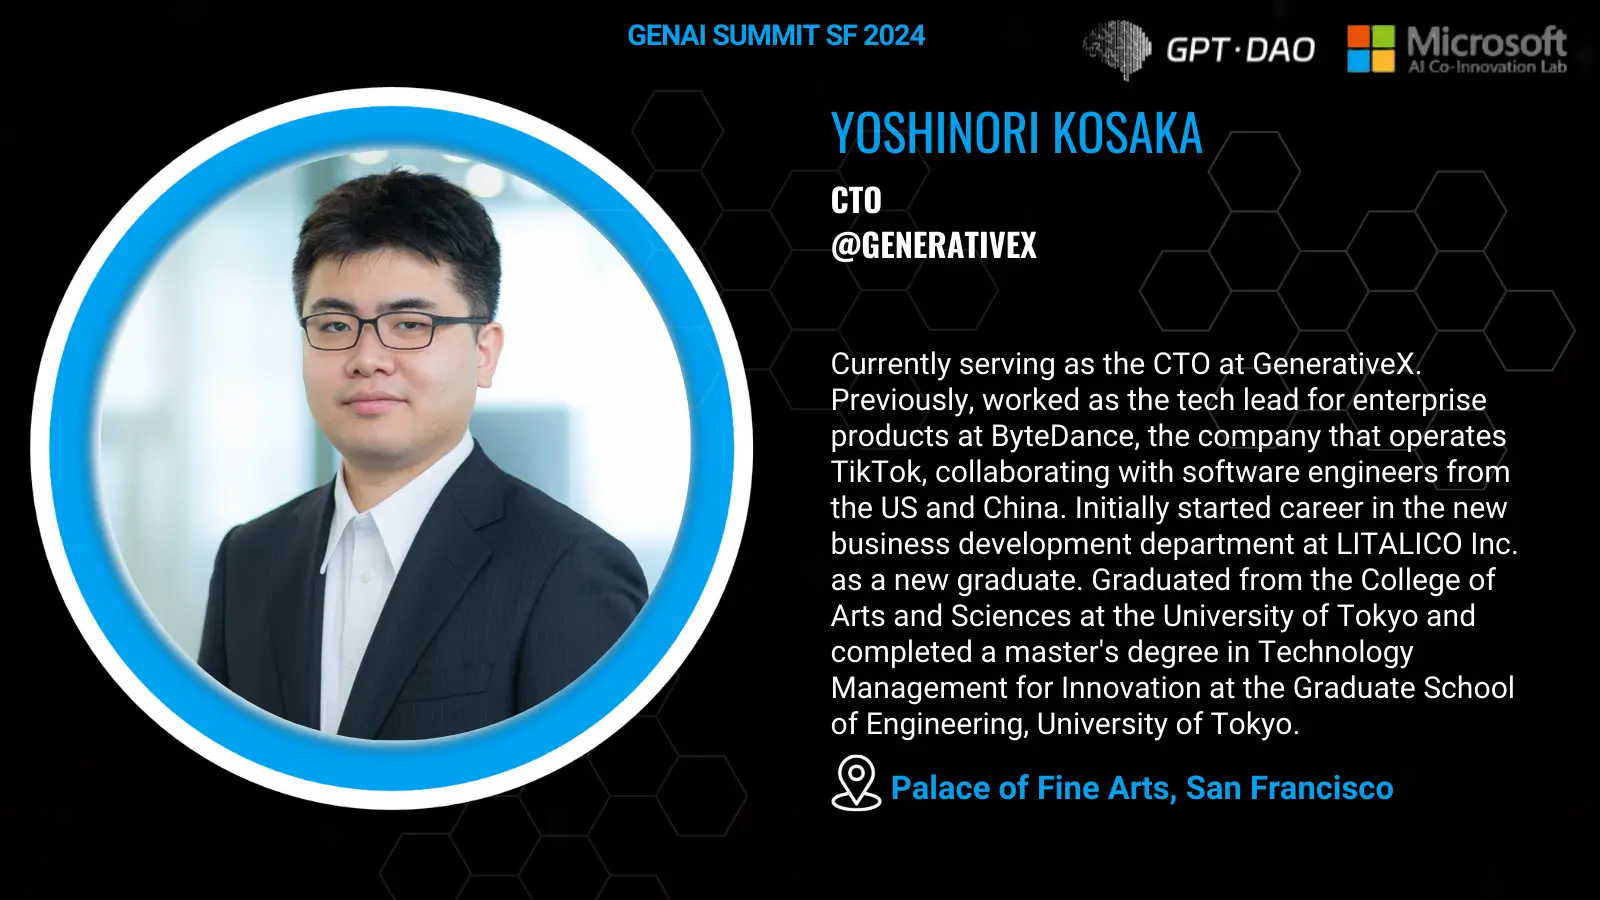 GENAI SUMMIT SF 2024
GPT·DAO
Microsoft
AI Co-Innovation Lab
YOSHINORI KOSAKA
CTO
@GENERATIVEX
Currently serving as the CTO at GenerativeX.
Previously, worked as the tech lead for enterprise
products at ByteDance, the company that operates
TikTok, collaborating with software engineers from
the US and China. Initially started career in the new
business development department at LITALICO Inc.
as a new graduate. Graduated from the College of
Arts and Sciences at the University of Tokyo and
completed a master's degree in Technology
Management for Innovation at the Graduate School
of Engineering, University of Tokyo.
Palace of Fine Arts, San Francisco